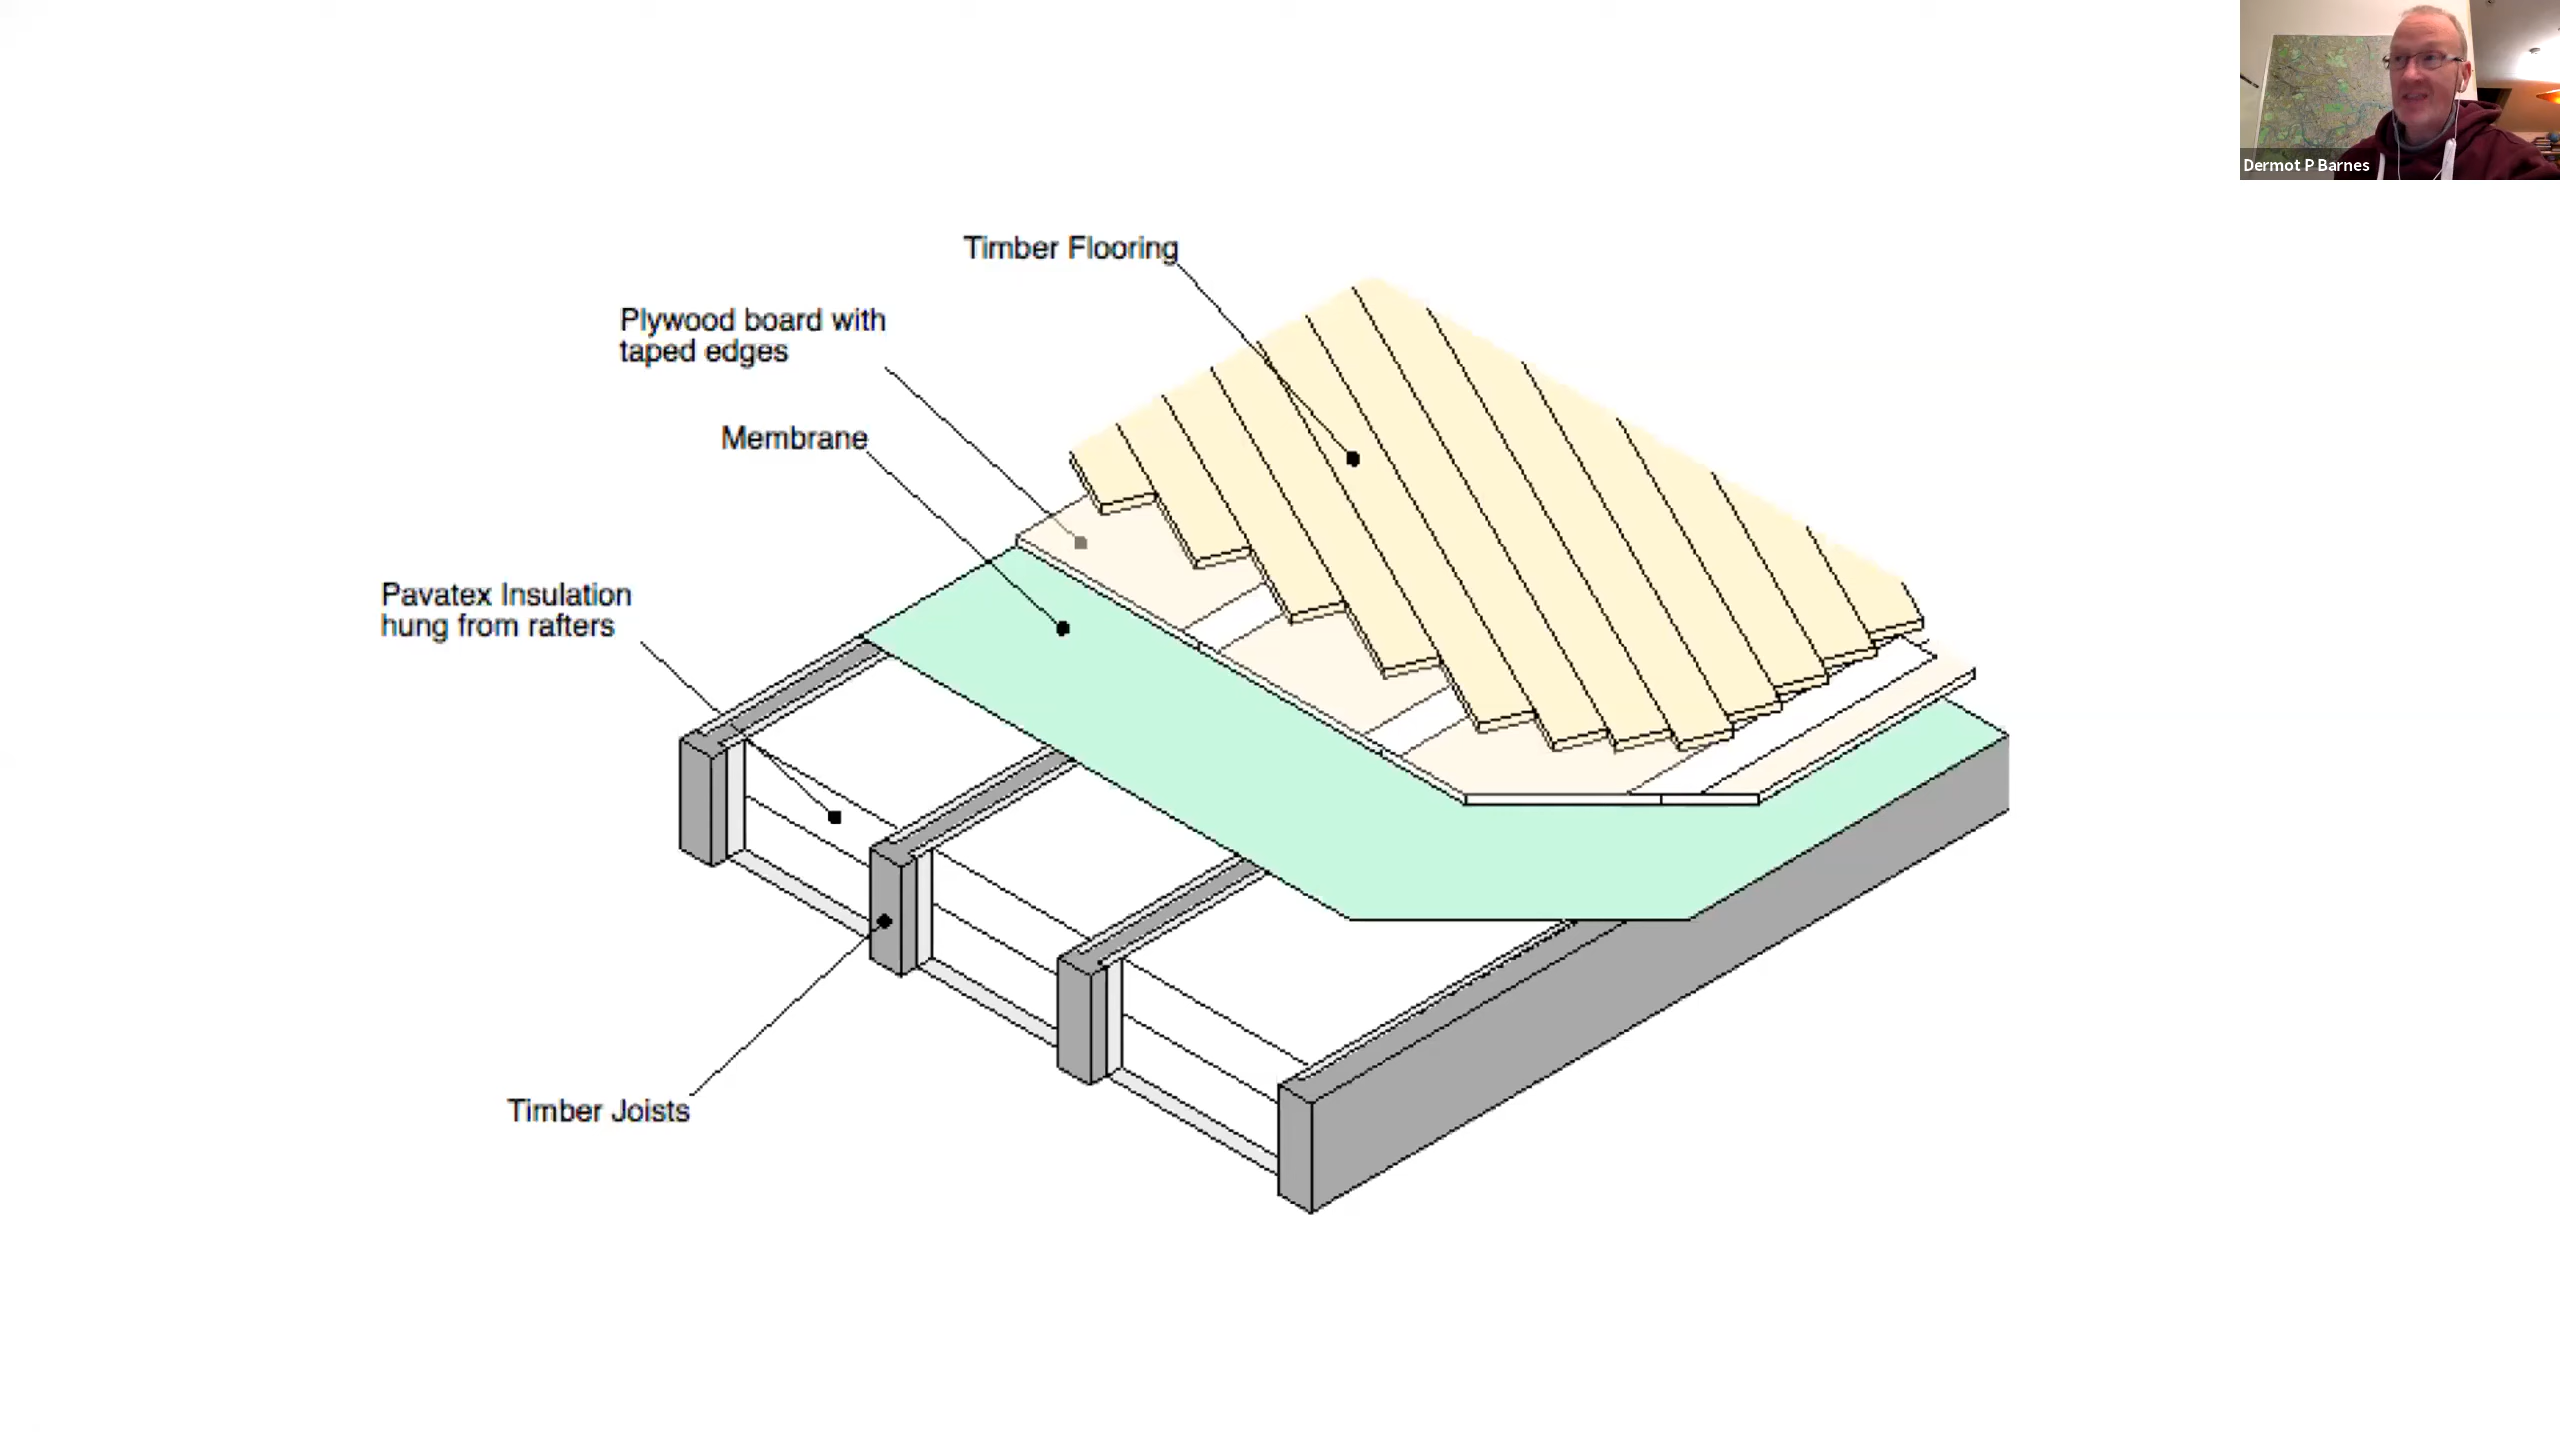 Dermot P Barnes
Timber Flooring
Plywood board with
taped edges
Membrane
Pavatex Insulation
hung from rafters
Timber Joists